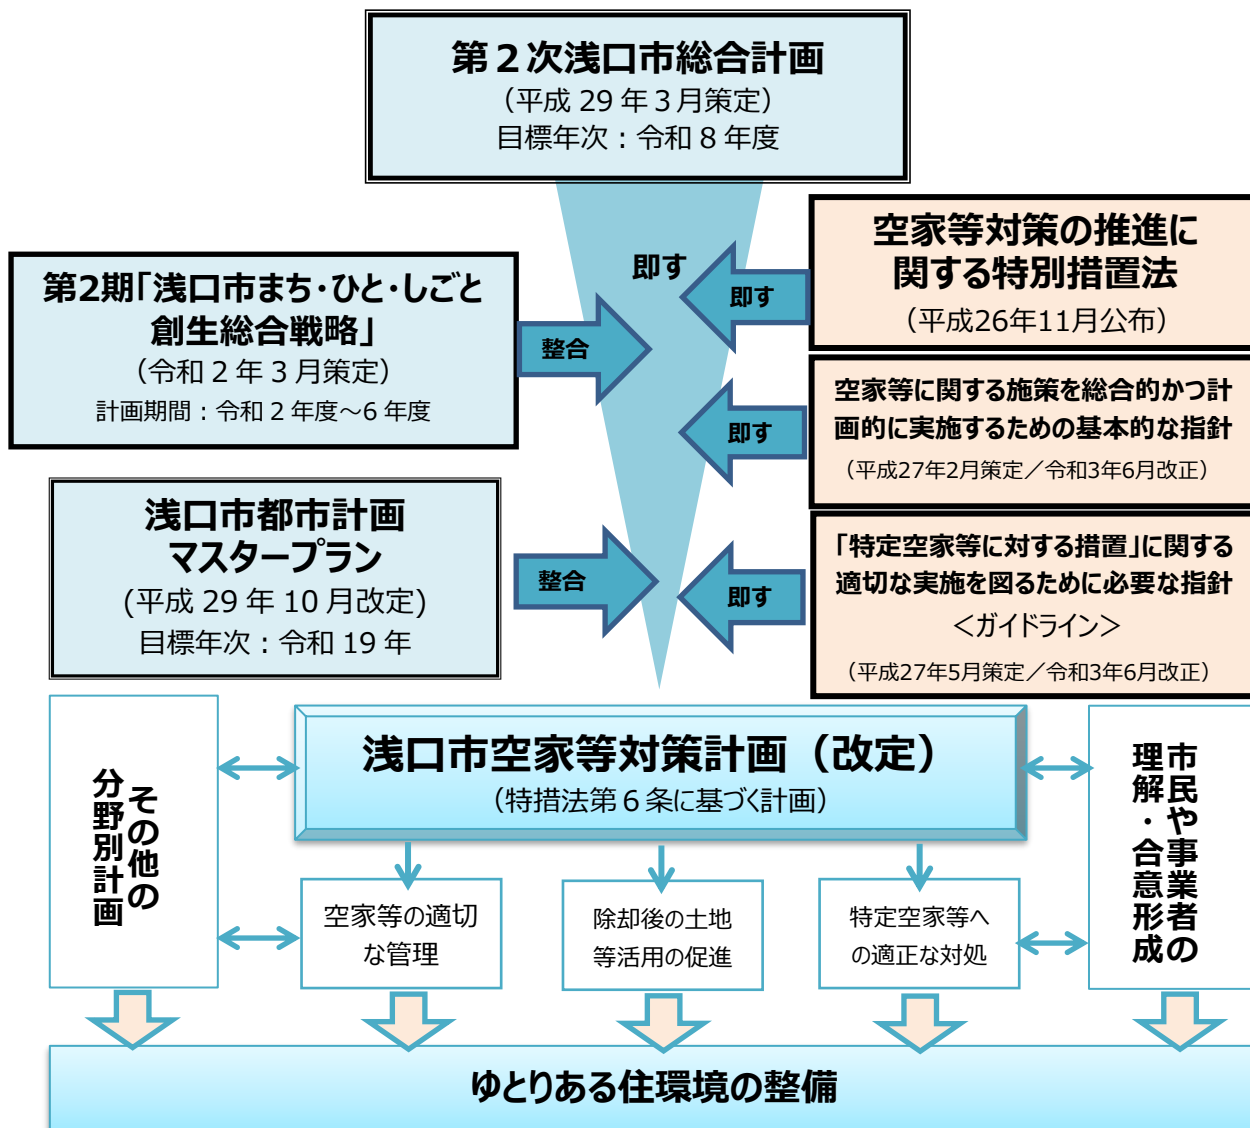 第２次浅口市総合計画
（平成 29 年３月策定）
目標年次：令和８年度
即す
空家等対策の推進に
関する特別措置法
（平成26年11月公布）
即す
第2期「浅口市まち・ひと・しごと
創生総合戦略」
（令和２年３月策定）
計画期間：令和２年度～6 年度
整合
空家等に関する施策を総合的かつ計
画的に実施するための基本的な指針
（平成27年2月策定／令和3年6月改正）
即す
浅口市都市計画
マスタープラン
(平成 29 年 10 月改定)
目標年次：令和 19 年
整合
「特定空家等に対する措置」に関する
適切な実施を図るために必要な指針
＜ガイドライン＞
（平成27年5月策定／令和3年6月改正）
即す
浅口市空家等対策計画（改定）
（特措法第６条に基づく計画）
その他の
分野別計画
市民や事業者の
理解・合意形成
空家等の適切
な管理
除却後の土地
等活用の促進
特定空家等へ
の適正な対処
ゆとりある住環境の整備